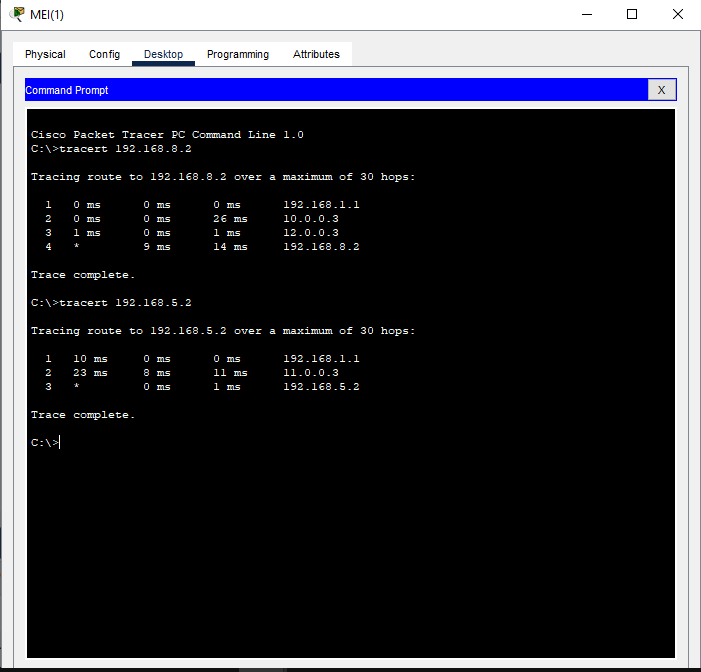 MEI(1)
Physical Config Desktop Programming Attributes
Command Prompt X
Cisco Packet Tracer PC Command Line 1.0
C:\>tracert 192.168.8.2
Tracing route to 192.168.8.2 over a maximum of 30 hops:
1 0 ms 0 ms 0 ms 192.168.1.1
2 0 ms 0 ms 26 ms 10.0.0.3
3 1 ms 0 ms 1 ms 12.0.0.3
4 * 9 ms 14 ms 192.168.8.2
Trace complete.
C:\>tracert 192.168.5.2
Tracing route to 192.168.5.2 over a maximum of 30 hops:
1 10 ms 0 ms 0 ms 192.168.1.1
2 23 ms 8 ms 11 ms 11.0.0.3
3 * 0 ms 1 ms 192.168.5.2
Trace complete.
C:\>